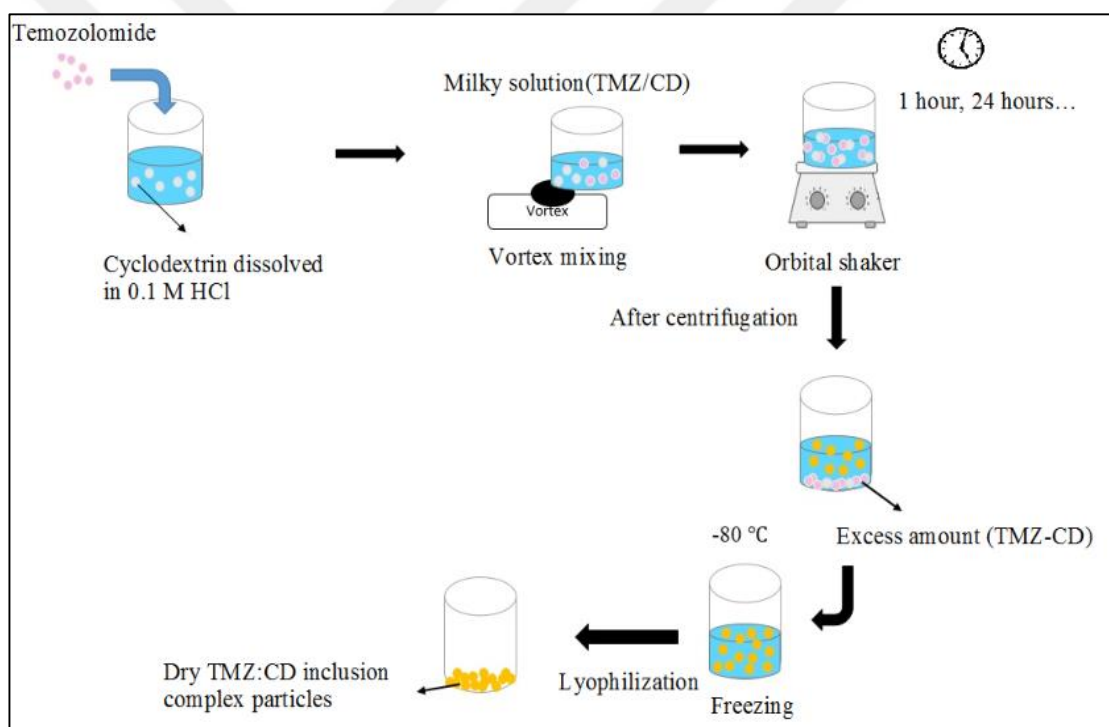 Temozolomide
Milky solution(TMZ/CD)
1 hour, 24 hours…
Vortex
Cyclodextrin dissolved
in 0.1 M HCl
Vortex mixing
Orbital shaker
After centrifugation
Excess amount (TMZ-CD)
-80 °C
Freezing
Lyophilization
Dry TMZ:CD inclusion
complex particles